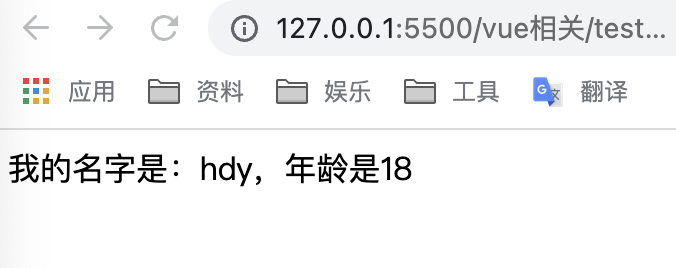 127.0.0.1:5500/vue相关/test...
应用 资料 娱乐 工具 翻译
我的名字是：hdy，年龄是18